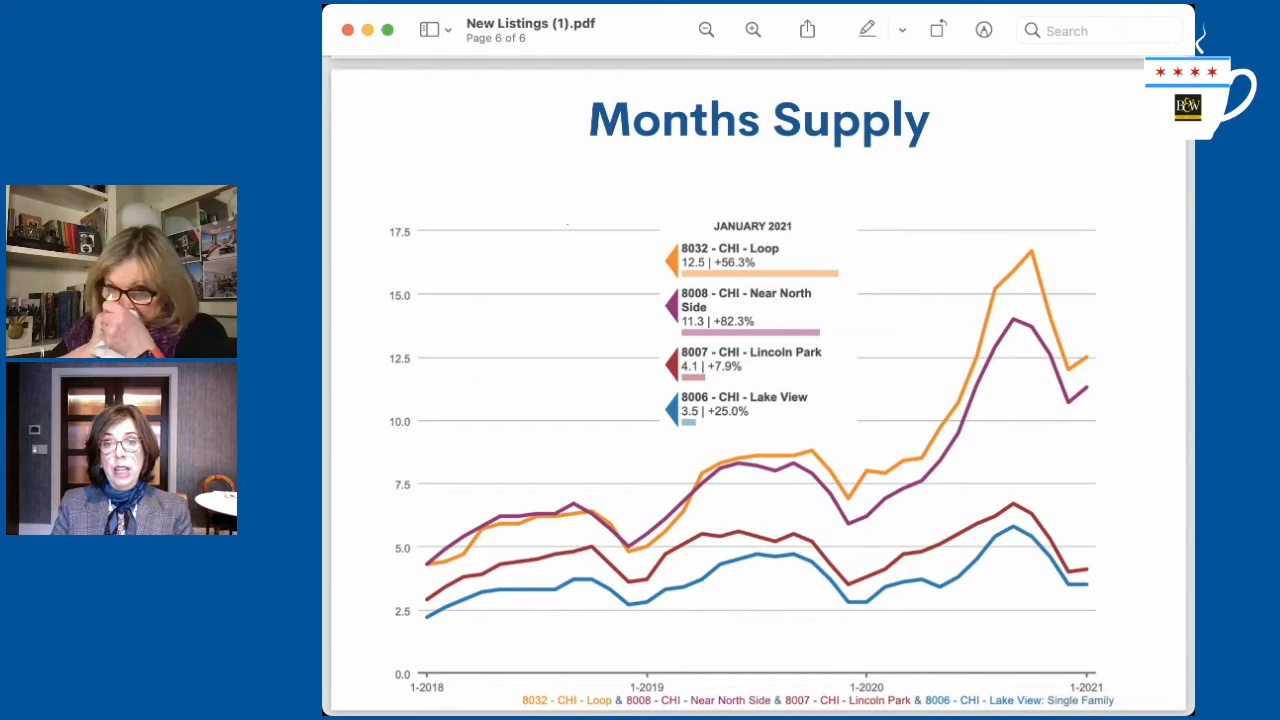 New Listings (1).pdf
Page 6 of 6
Search
B&W
Months Supply
JANUARY 2021
8032 - CHI - Loop
12.5 | +56.3%
8008 - CHI - Near North
Side
11.3 | +82.3%
8007 - CHI - Lincoln Park
4.1 | +7.9%
8006 - CHI - Lake View
3.5 | +25.0%
17.5
15.0
12.5
10.0
7.5
5.0
2.5
0.0
1-2018
1-2019
1-2020
1-2021
8032 - CHI - Loop & 8008 - CHI - Near North Side & 8007 - CHI - Lincoln Park & 8006 - CHI - Lake View: Single Family